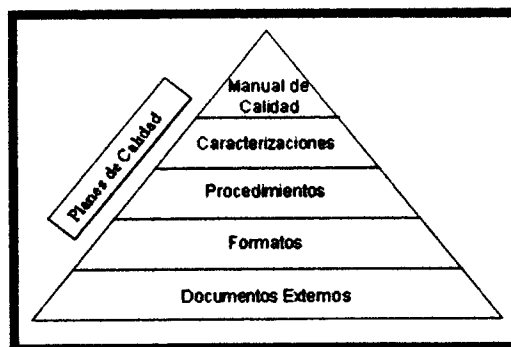 Manual de
Calidad
Caracterizaciones
Procedimientos
Formatos
Documentos Externos
Planes de Calidad